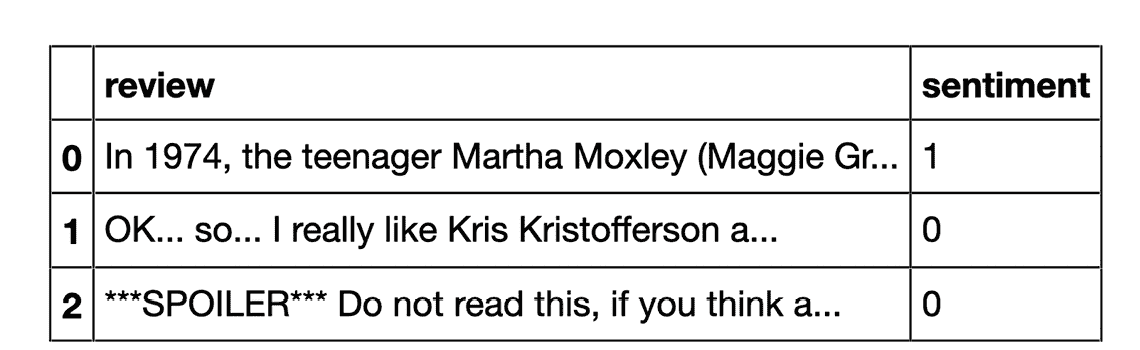 review sentiment
0 In 1974, the teenager Martha Moxley (Maggie Gr... 1
1 OK... so... I really like Kris Kristofferson a... 0
2 ***SPOILER*** Do not read this, if you think a... 0